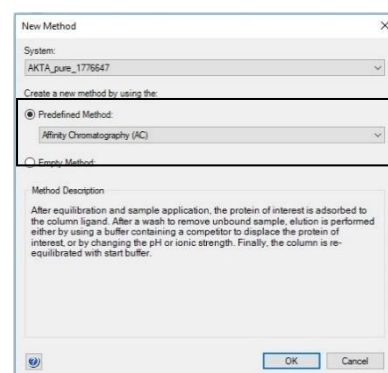 New Method
System:
AKTA_pure_1776647
Create a new method by using the:
Predefined Method:
Affinity Chromatography (AC)
Empty Method:
Method Description
After equilibration and sample application, the protein of interest is adsorbed to
the column ligand. After a wash to remove unbound sample, elution is performed
either by using a buffer containing a competitor to displace the protein of
interest, or by changing the pH or ionic strength. Finally, the column is re-
equilibrated with start buffer.
OK Cancel